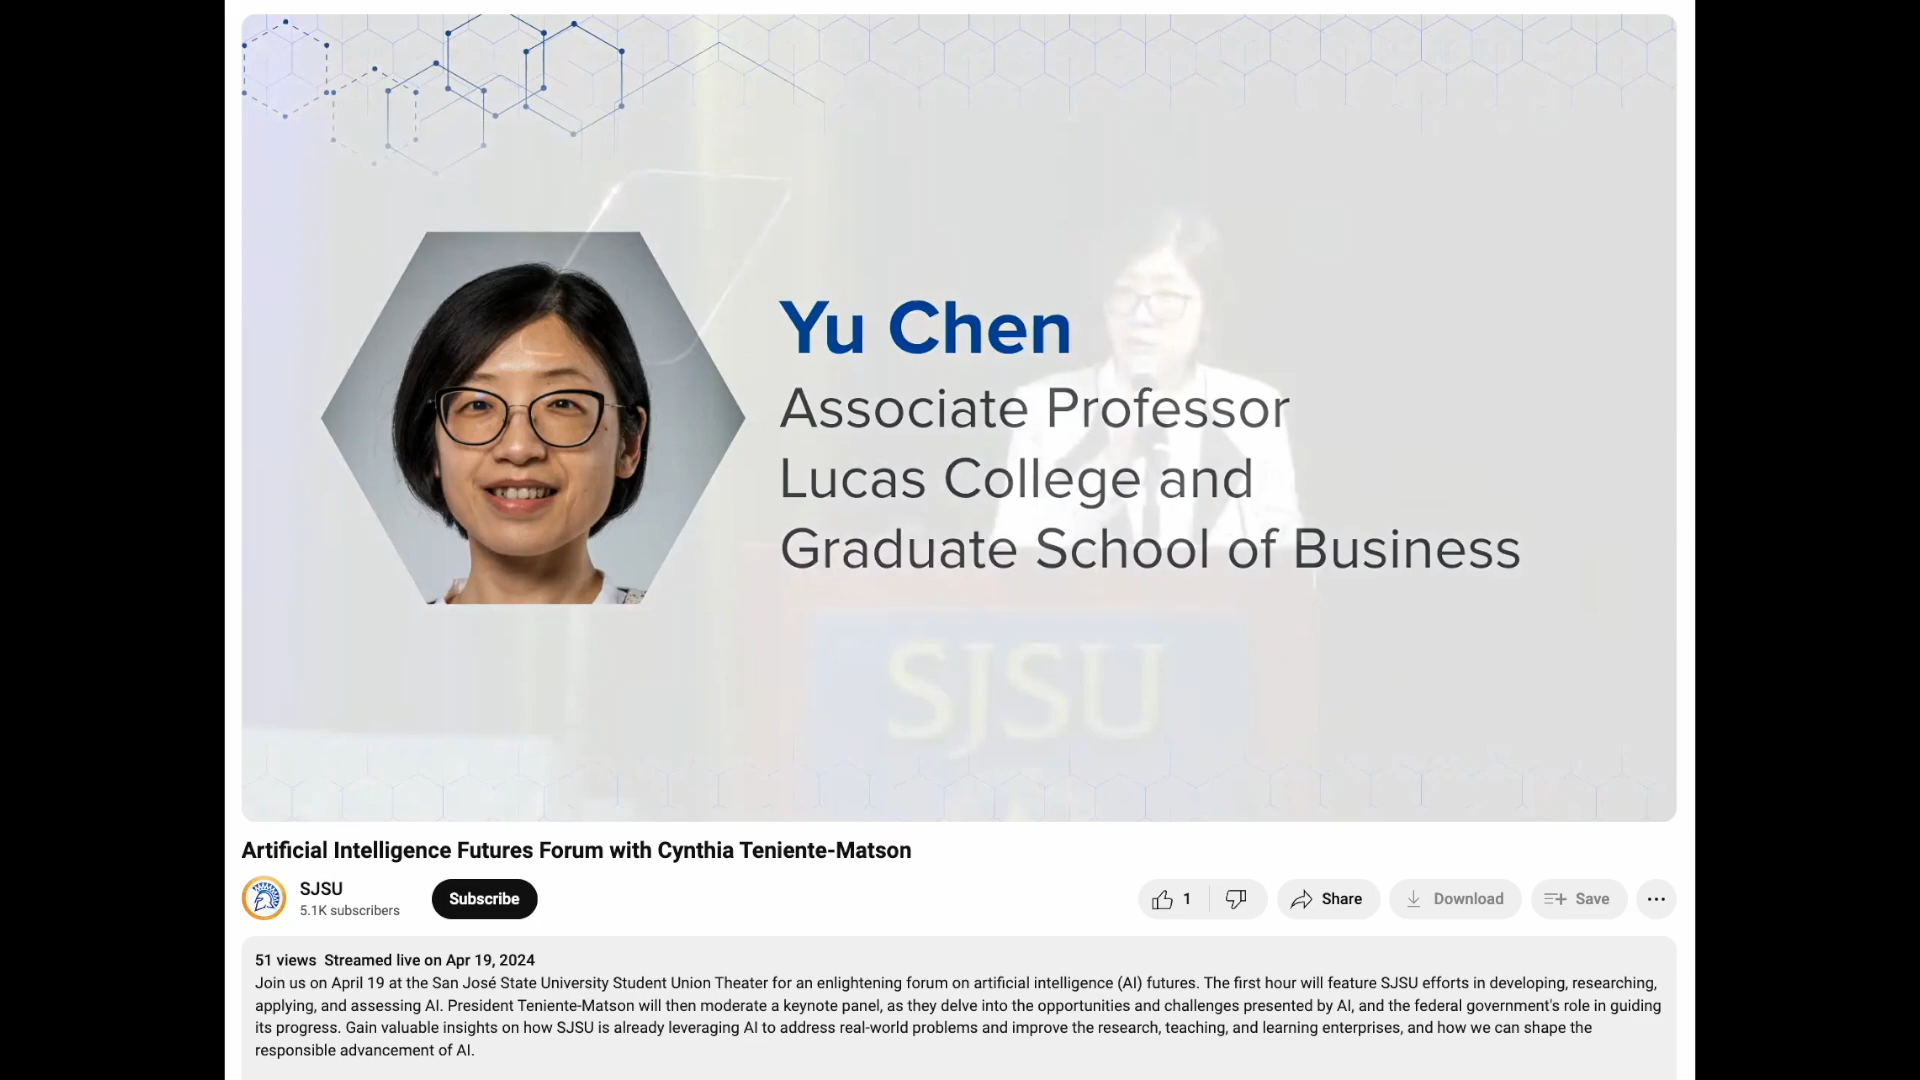 Yu Chen
Associate Professor
Lucas College and
Graduate School of Business
SJSU
Artificial Intelligence Futures Forum with Cynthia Teniente-Matson
SJSU
5.1K subscribers
Subscribe
1
Share
Download
Save
51 views Streamed live on Apr 19, 2024
Join us on April 19 at the San José State University Student Union Theater for an enlightening forum on artificial intelligence (AI) futures. The first hour will feature SJSU efforts in developing, researching,
applying, and assessing AI. President Teniente-Matson will then moderate a keynote panel, as they delve into the opportunities and challenges presented by AI, and the federal government's role in guiding
its progress. Gain valuable insights on how SJSU is already leveraging AI to address real-world problems and improve the research, teaching, and learning enterprises, and how we can shape the
responsible advancement of AI.